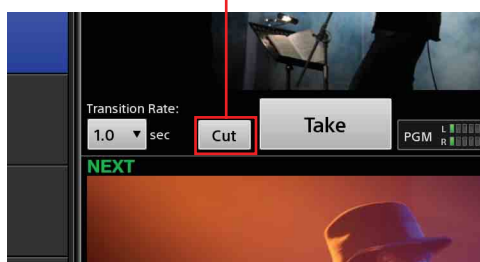 Transition Rate:
1.0 ▼ sec
Cut
Take
PGM L R
NEXT